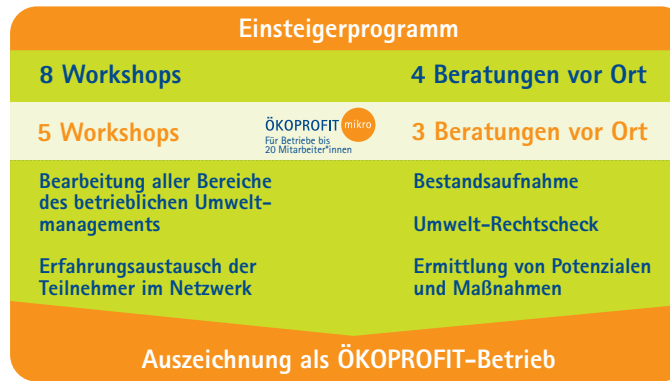 Einsteigerprogramm
8 Workshops
4 Beratungen vor Ort
5 Workshops
ÖKOPROFIT mikro
Für Betriebe bis
20 Mitarbeiter*innen
3 Beratungen vor Ort
Bearbeitung aller Bereiche
des betrieblichen Umwelt-
managements
Erfahrungsaustausch der
Teilnehmer im Netzwerk
Bestandsaufnahme
Umwelt-Rechtscheck
Ermittlung von Potenzialen
und Maßnahmen
Auszeichnung als ÖKOPROFIT-Betrieb